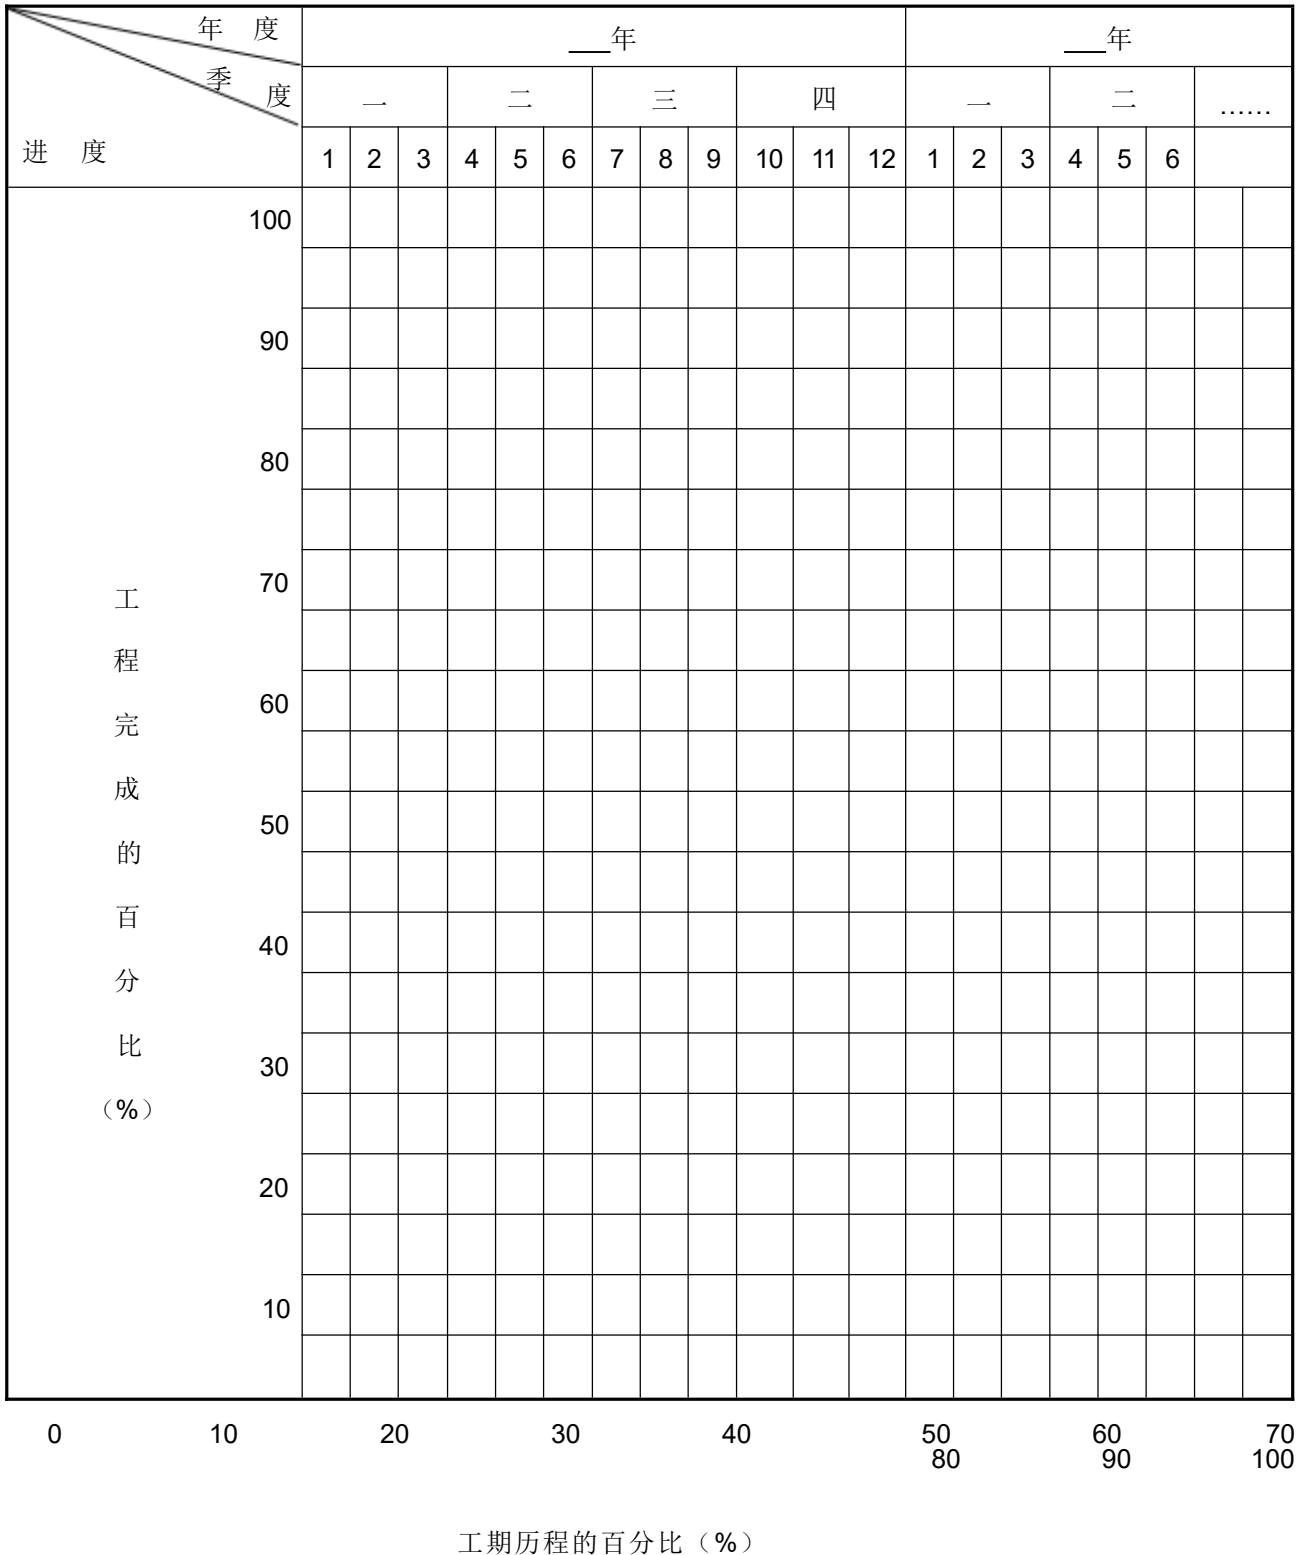 年 度 ___年 ___年
季 度 一 二 三 四 一 二 ……
进 度 1 2 3 4 5 6 7 8 9 10 11 12 1 2 3 4 5 6
100
90
80
70
工
程
60
完
成
50
的
百
40
分
比
30
（%）
20
10
0 10 20 30 40 50 60 70
80 90 100
工期历程的百分比（%）